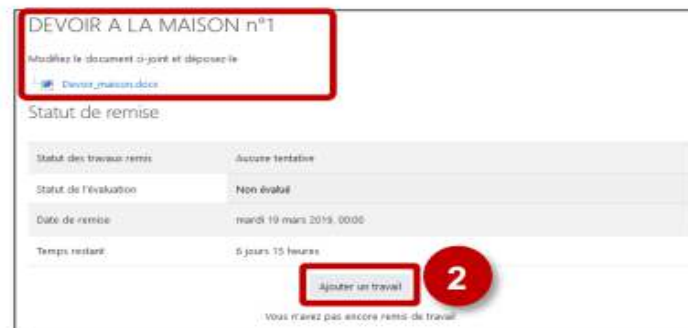 DEVOIR A LA MAISON n°1
Modifiez le document ci-joint et déposez-le
Devoir_maison.docx
Statut de remise
Statut des travaux remis Aucune tentative
Statut de l'évaluation Non évalué
Date de remise mardi 19 mars 2019, 00:00
Temps restant 6 jours 15 heures
Ajouter un travail 2
Vous n'avez pas encore remis de travail